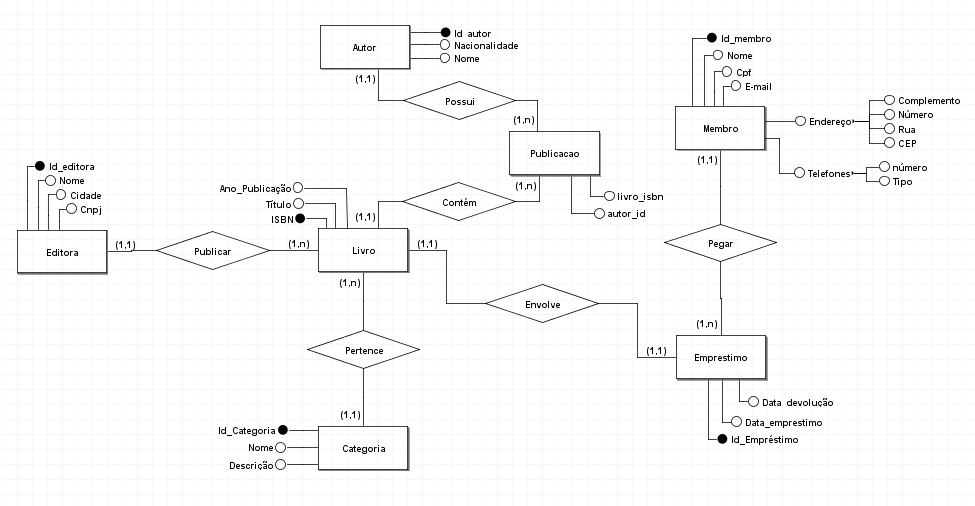 Autor
Id autor
Nacionalidade
Nome
(1,1)
Possui
(1,n)
Publicacao
(1,n)
livro_isbn
autor_id
Contém
(1,1)
Id_membro
Nome
Cpf
E-mail
Membro
(1,1)
Endereço
Complemento
Número
Rua
CEP
Telefones
número
Tipo
Pegar
(1,n)
Id_editora
Nome
Cidade
Cnpj
Editora
(1,1)
Publicar
(1,n)
Ano_Publicação
Título
ISBN
Livro
(1,1)
(1,n)
Envolve
(1,1)
Emprestimo
Data devolução
Data_emprestimo
Id_Empréstimo
Pertence
(1,1)
Id_Categoria
Nome
Descrição
Categoria